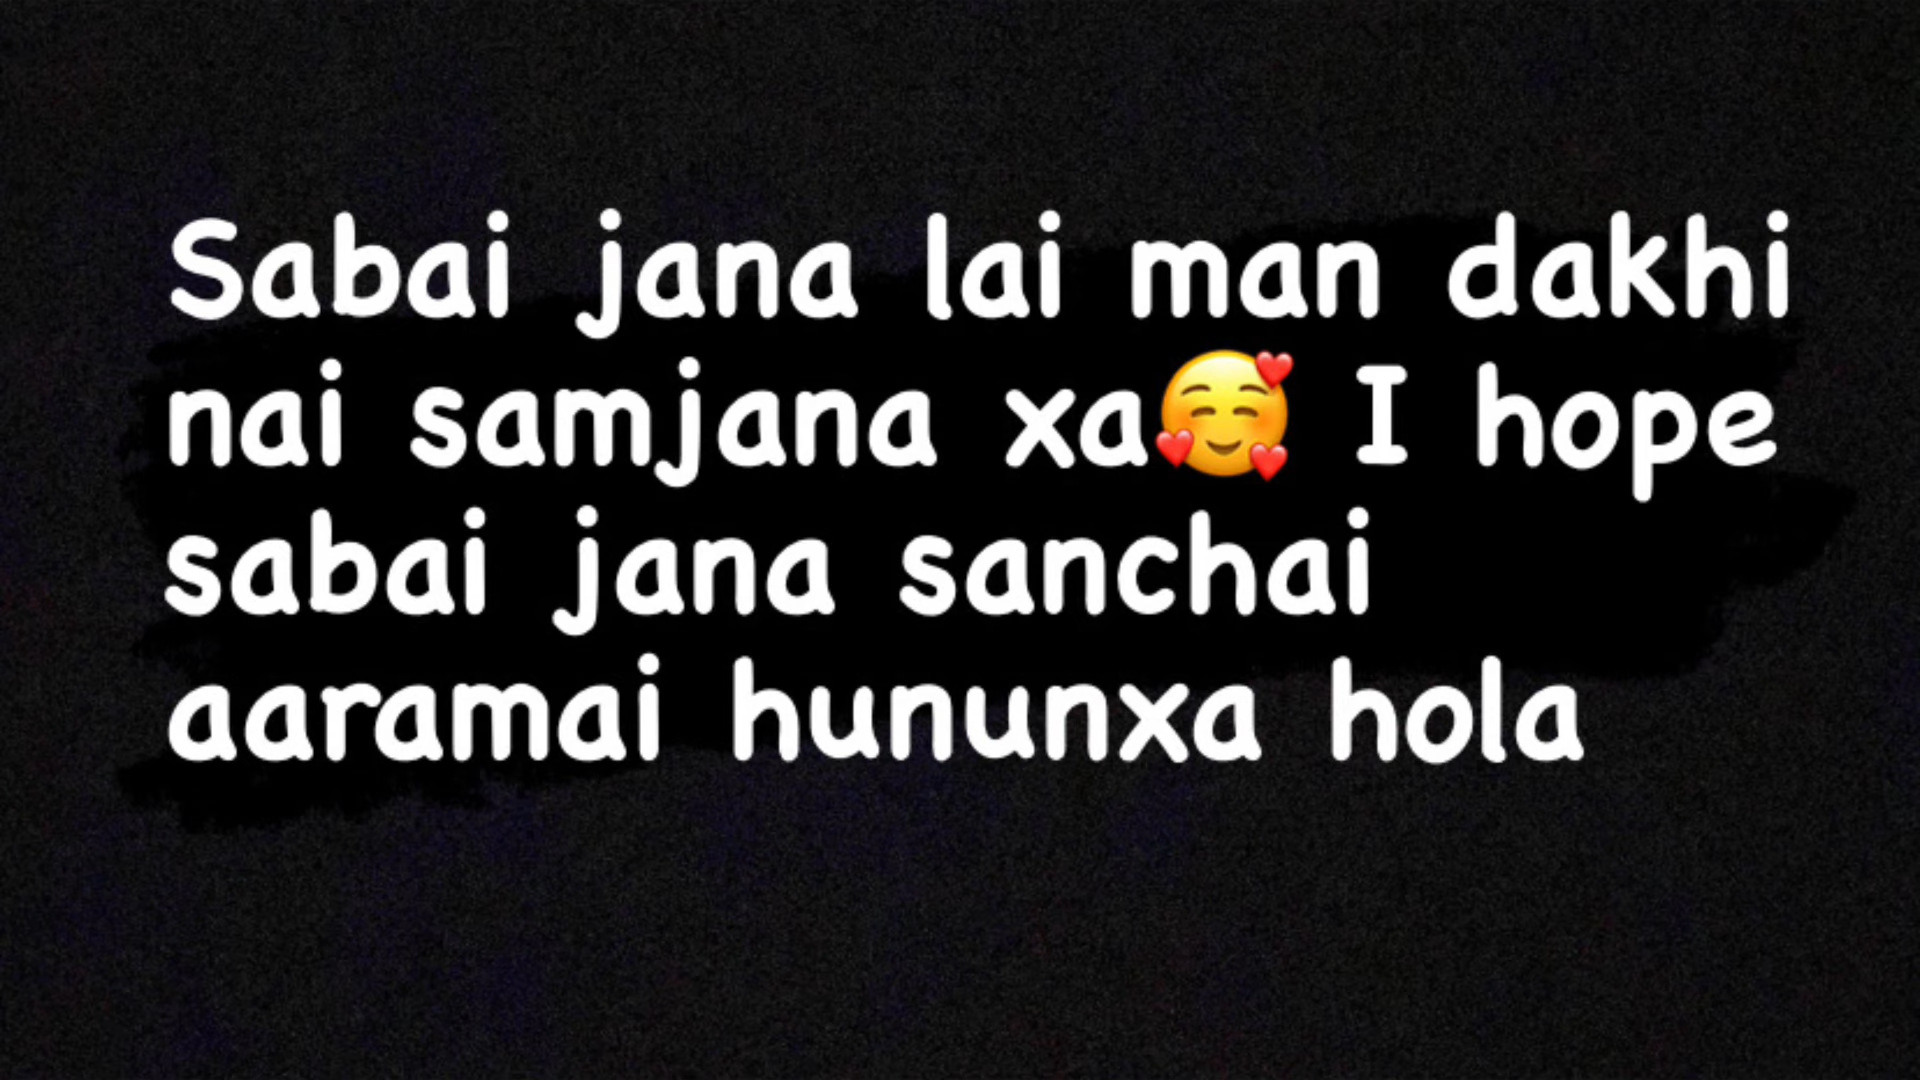 Sabai jana lai man dakhi
nai samjana xa🥰 I hope
sabai jana sanchai
aaramai hununxa hola